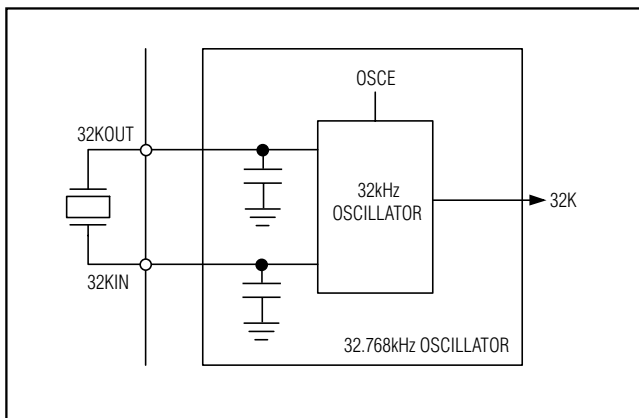 OSCE
32KOUT
32kHz
OSCILLATOR
32K
32KIN
32.768kHz OSCILLATOR